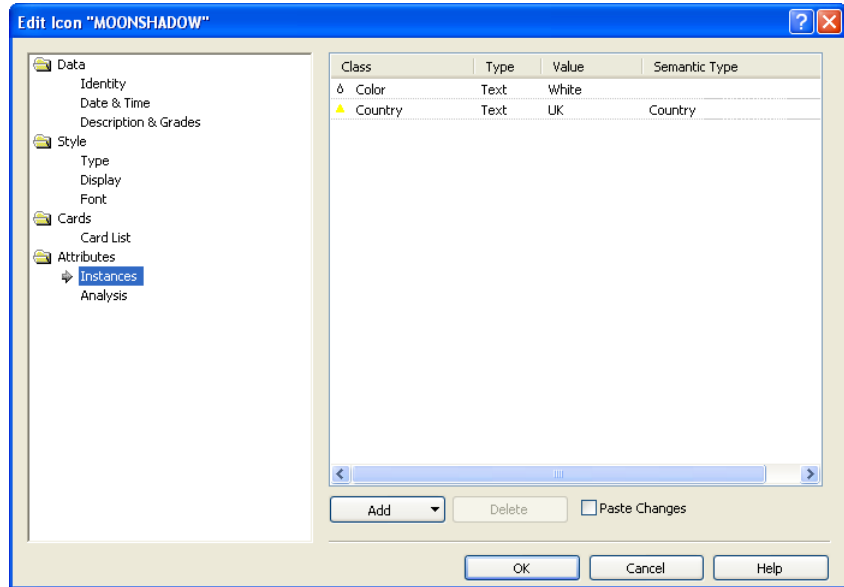 Edit Icon "MOONSHADOW"
Data
Identity
Date & Time
Description & Grades
Style
Type
Display
Font
Cards
Card List
Attributes
Instances
Analysis
Class Type Value Semantic Type
Color Text White
Country Text UK Country
Add Delete Paste Changes
OK Cancel Help